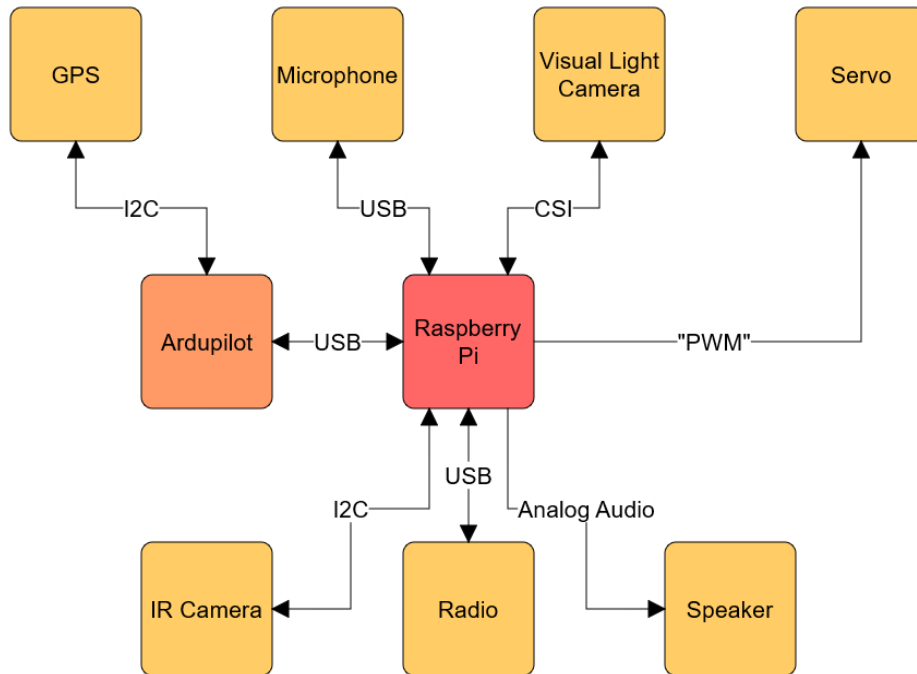 GPS
Microphone
Visual Light
Camera
Servo
I2C
USB
CSI
Ardupilot
USB
Raspberry
Pi
"PWM"
I2C
USB
Analog Audio
IR Camera
Radio
Speaker